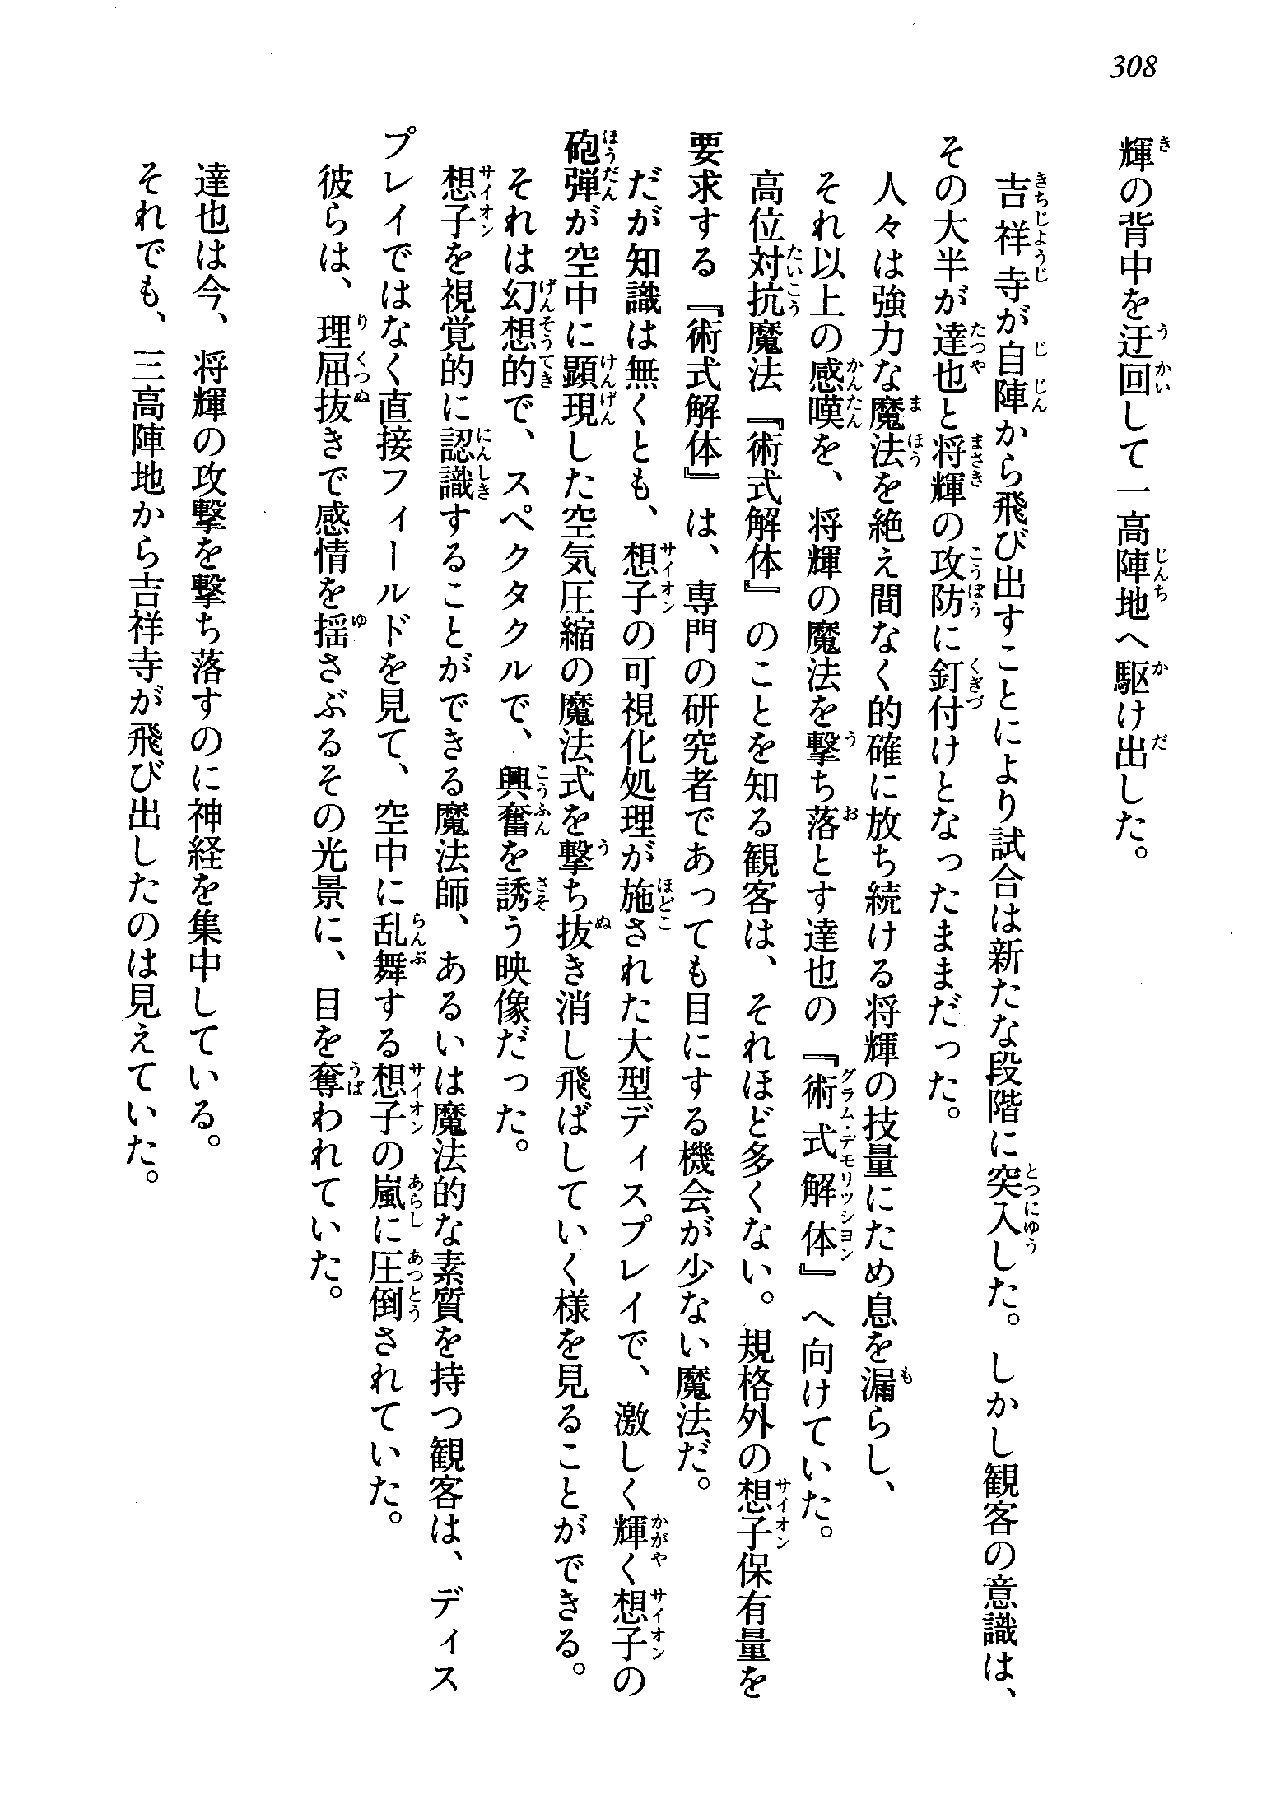 308
輝の背中を迂回して一高陣地へ駆け出した。
吉祥寺が自陣から飛び出すことにより試合は新たな段階に突入した。しかし観客の意識は、
その大半が達也と将輝の攻防に釘付けとなったままだった。
人々は強力な魔法を絶え間なく的確に放ち続ける将輝の技量にため息を漏らし、
それ以上の感嘆を、将輝の魔法を撃ち落とす達也の『術式解体』へ向けていた。
高位対抗魔法『術式解体』のことを知る観客は、それほど多くない。規格外の想子保有量を
要求する『術式解体』は、専門の研究者であっても目にする機会が少ない魔法だ。
だが知識は無くとも、想子の可視化処理が施された大型ディスプレイで、激しく輝く想子の
砲弾が空中に顕現した空気圧縮の魔法式を撃ち抜き消し飛ばしていく様を見ることができる。
それは幻想的で、スペクタクルで、興奮を誘う映像だった。
想子を視覚的に認識することができる魔法師、あるいは魔法的な素質を持つ観客は、ディス
プレイではなく直接フィールドを見て、空中に乱舞する想子の嵐に圧倒されていた。
彼らは、理屈抜きで感情を揺さぶるその光景に、目を奪われていた。
達也は今、将輝の攻撃を撃ち落すのに神経を集中している。
それでも、三高陣地から吉祥寺が飛び出したのは見えていた。